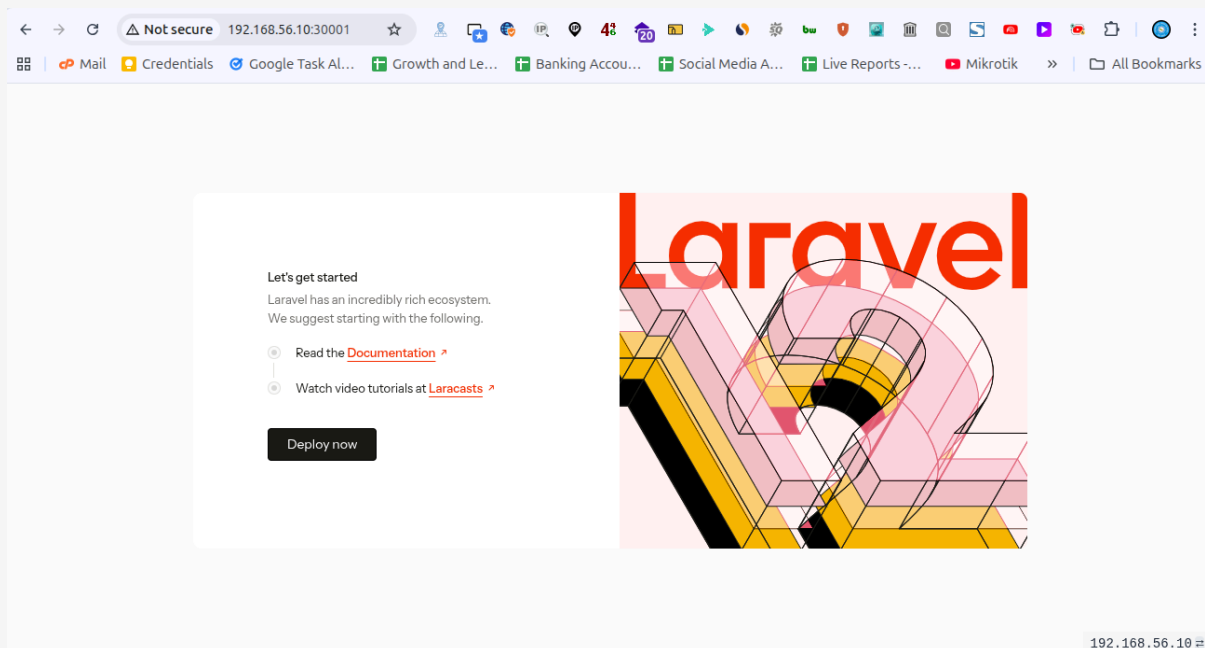 Not secure 192.168.56.10:30001
20
bw
Mail Credentials Google Task Al... Growth and Le... Banking Accou... Social Media A... Live Reports -... Mikrotik » All Bookmarks
Laravel
Let's get started
Laravel has an incredibly rich ecosystem.
We suggest starting with the following.
Read the Documentation ↗
Watch video tutorials at Laracasts ↗
Deploy now
192.168.56.10